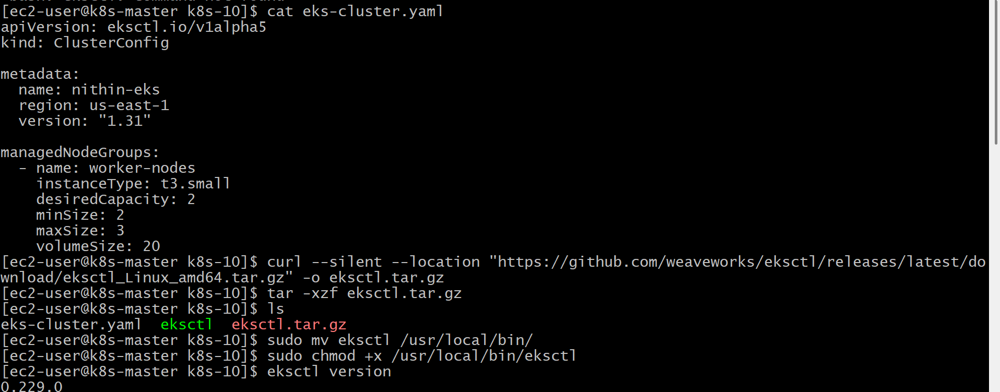 [ec2-user@k8s-master k8s-10]$ cat eks-cluster.yaml
apiVersion: eksctl.io/v1alpha5
kind: ClusterConfig

metadata:
  name: nithin-eks
  region: us-east-1
  version: "1.31"

managedNodeGroups:
  - name: worker-nodes
    instanceType: t3.small
    desiredCapacity: 2
    minSize: 2
    maxSize: 3
    volumeSize: 20
[ec2-user@k8s-master k8s-10]$ curl --silent --location "https://github.com/weaveworks/eksctl/releases/latest/do
wnload/eksctl_Linux_amd64.tar.gz" -o eksctl.tar.gz
[ec2-user@k8s-master k8s-10]$ tar -xzf eksctl.tar.gz
[ec2-user@k8s-master k8s-10]$ ls
eks-cluster.yaml  eksctl  eksctl.tar.gz
[ec2-user@k8s-master k8s-10]$ sudo mv eksctl /usr/local/bin/
[ec2-user@k8s-master k8s-10]$ sudo chmod +x /usr/local/bin/eksctl
[ec2-user@k8s-master k8s-10]$ eksctl version
0.229.0